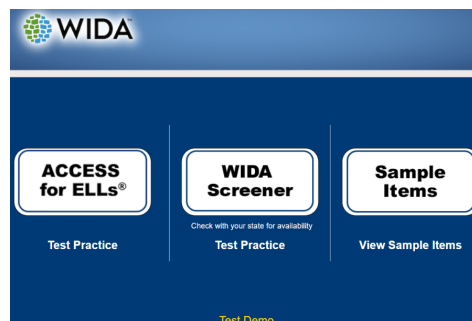 WIDA
ACCESS
for ELLs®
Test Practice
WIDA
Screener
Check with your state for availability
Test Practice
Sample
Items
View Sample Items
Test Demo